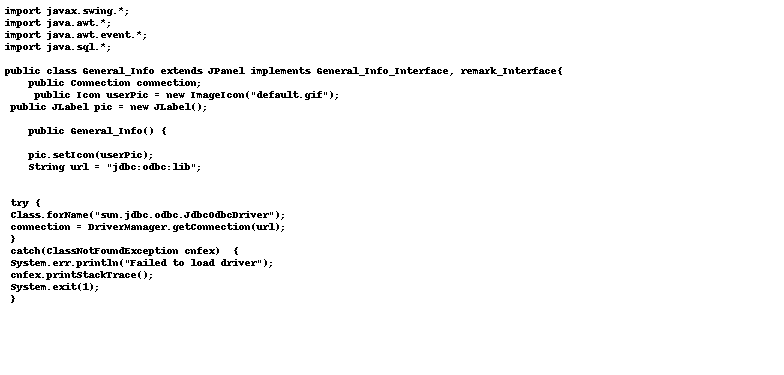 import javax.swing.*;
import java.awt.*;
import java.awt.event.*;
import java.sql.*;
public class General_Info extends JPanel implements General_Info_Interface, remark_Interface{
public Connection connection;
public Icon userPic = new ImageIcon("default.gif");
public JLabel pic = new JLabel();
public General_Info() {
pic.setIcon(userPic);
String url = "jdbc:odbc:lib";
try {
Class.forName("sun.jdbc.odbc.JdbcOdbcDriver");
connection = DriverManager.getConnection(url);
}
catch(ClassNotFoundException cnfex)  {
System.err.println("Failed to load driver");
cnfex.printStackTrace();
System.exit(1);
}